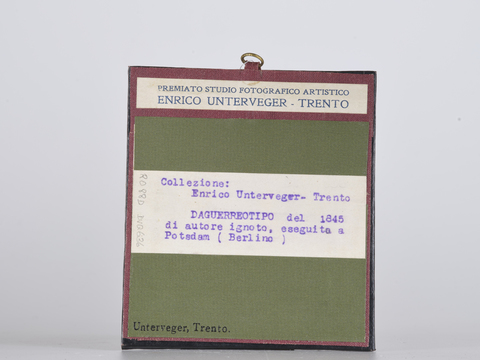 PREMIATO STUDIO FOTOGRAFICO ARTISTICO
ENRICO UNTERVEGER - TRENTO
Collezione:
Enrico Unterveger- Trento
DAGUERREOTIPO del 1845
di autore ignoto, eseguita a
Potsdam ( Berlino )
Unterveger, Trento.